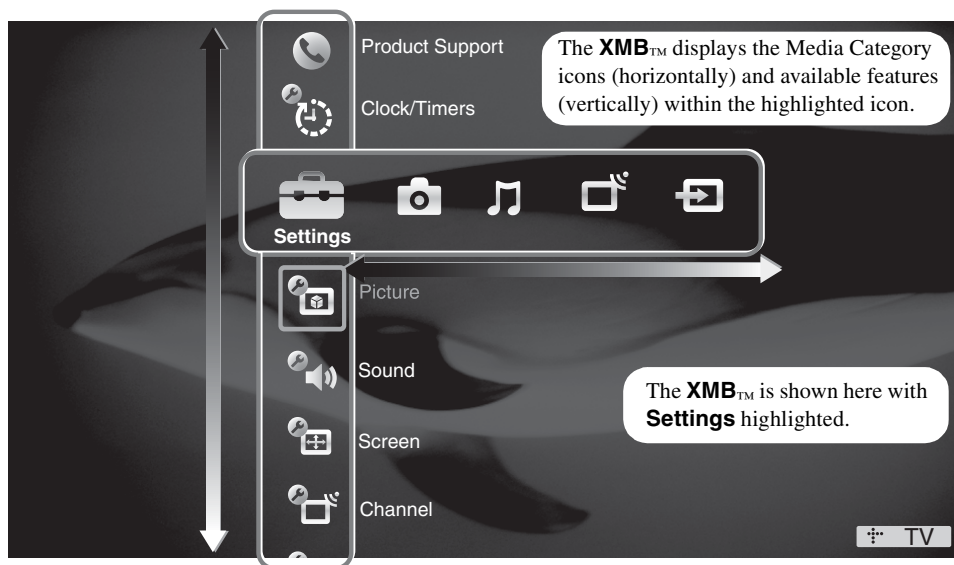 Product Support
The XMB™ displays the Media Category
icons (horizontally) and available features
(vertically) within the highlighted icon.
Clock/Timers
Settings
Picture
Sound
The XMB™ is shown here with
Settings highlighted.
Screen
Channel
TV